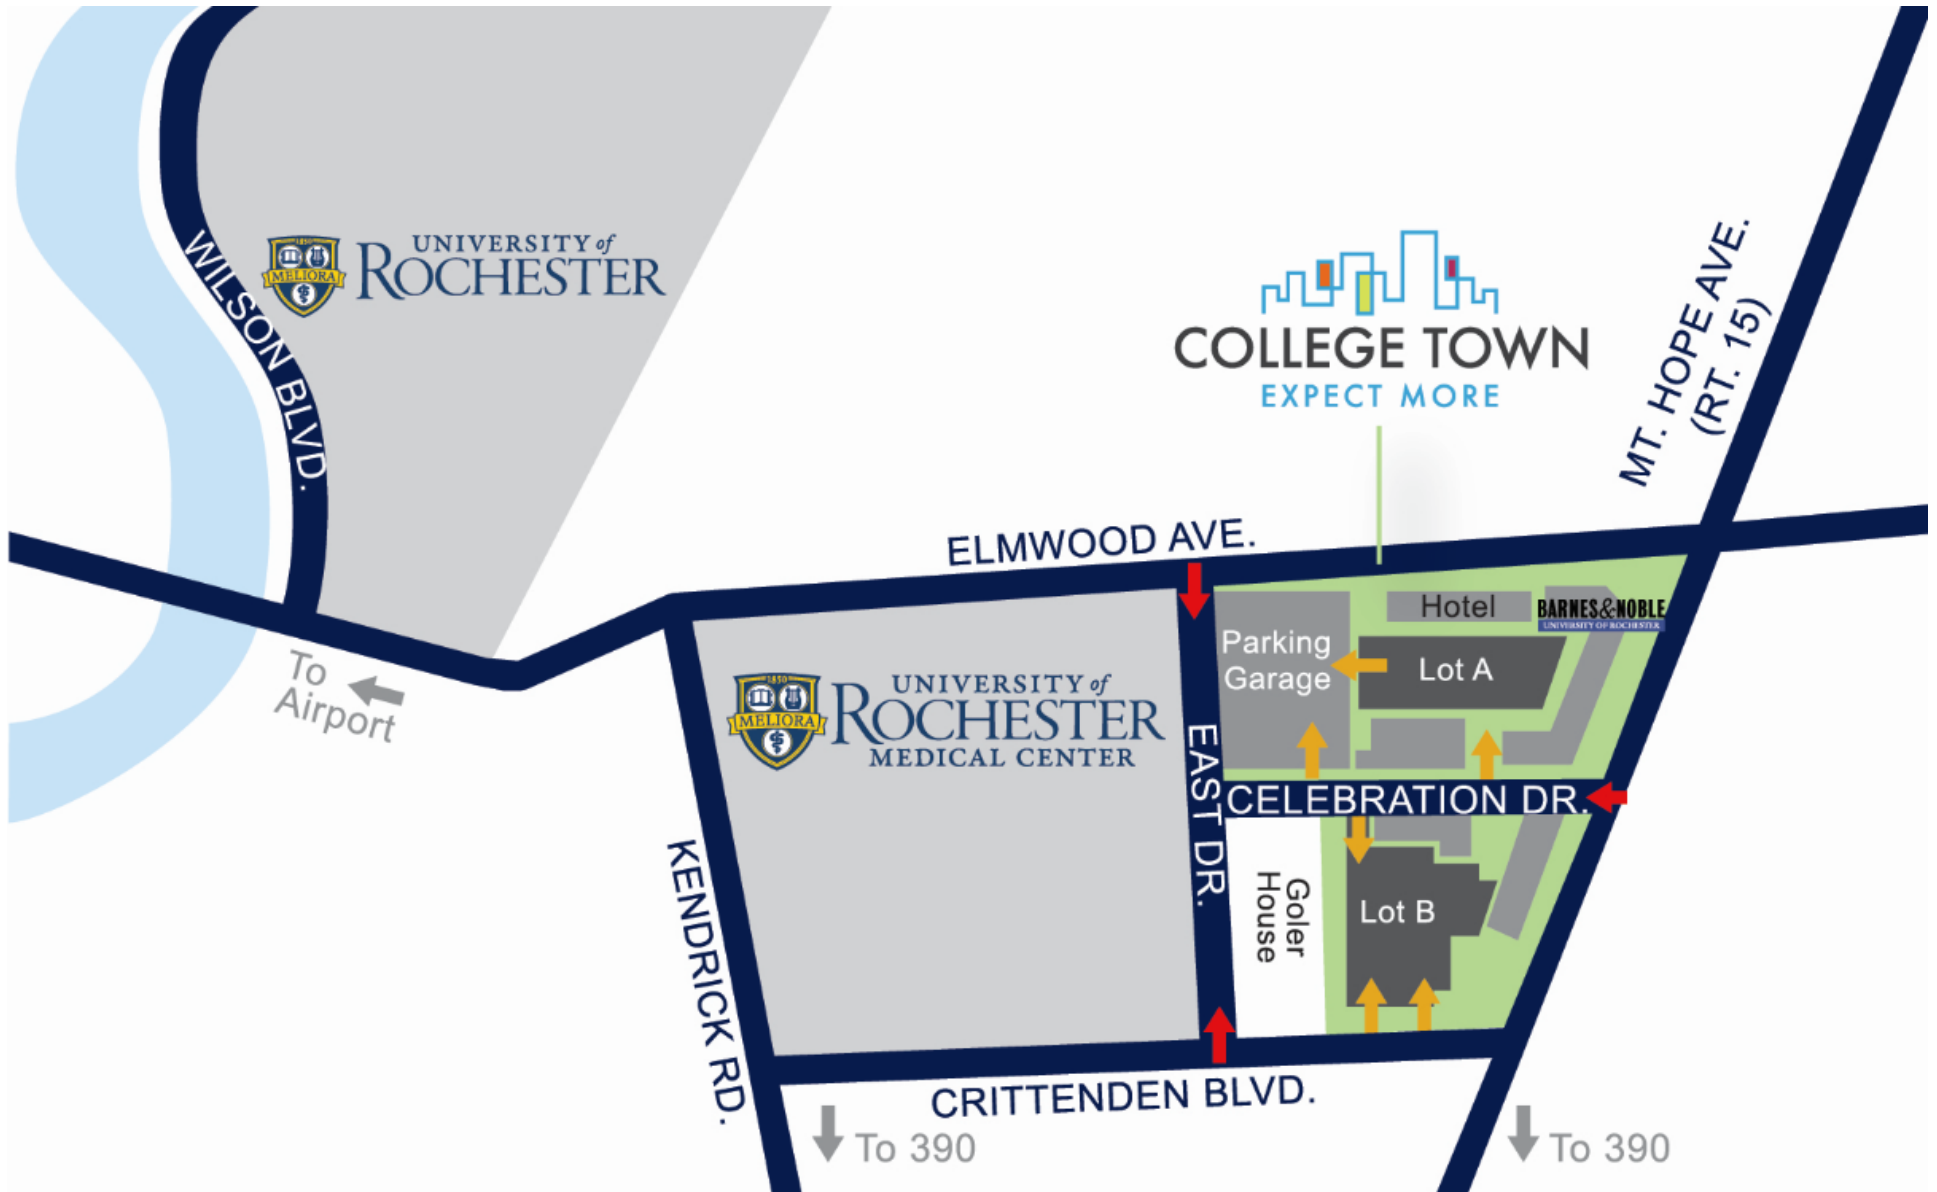 UNIVERSITY of
ROCHESTER
MELIORA
WILSON BLVD.
COLLEGE TOWN
EXPECT MORE
MT. HOPE AVE.
(RT. 15)
ELMWOOD AVE.
To
Airport
1850
MELIORA
UNIVERSITY of
ROCHESTER
MEDICAL CENTER
Parking
Garage
Hotel
BARNES&NOBLE
UNIVERSITY OF ROCHESTER
Lot A
EAST DR.
CELEBRATION DR.
Goler
House
Lot B
KENDRICK RD.
CRITTENDEN BLVD.
To 390
To 390